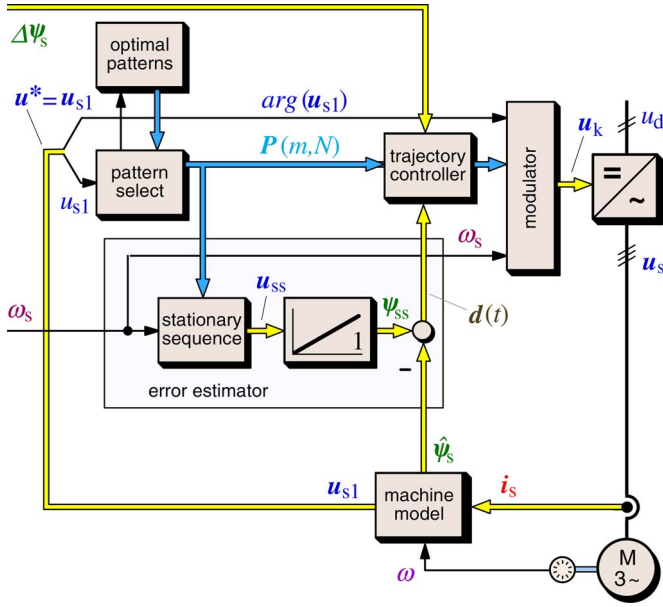 Δψs
optimal
patterns
u* = us1
arg(us1)
uk
ud
P(m,N)
us1
pattern
select
trajectory
controller
modulator
=
~
ωs
us
uss
ψss
d(t)
ωs
stationary
sequence
1
error estimator
–
ψ̂s
us1
machine
model
is
ω
M
3~